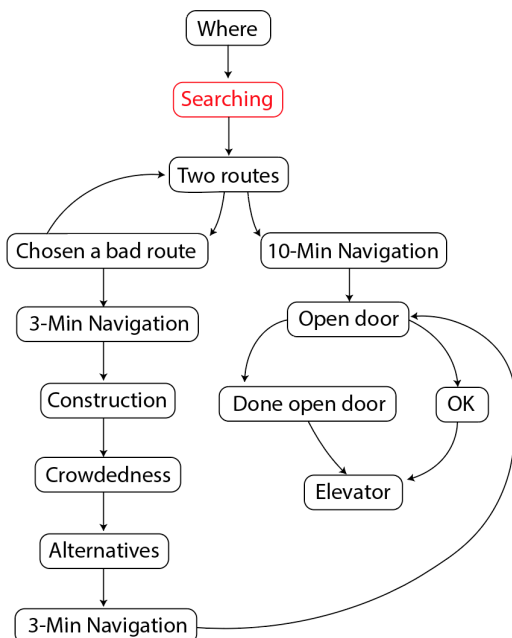 Where
Searching
Two routes
Chosen a bad route
10-Min Navigation
3-Min Navigation
Open door
Construction
Done open door
OK
Crowdedness
Elevator
Alternatives
3-Min Navigation